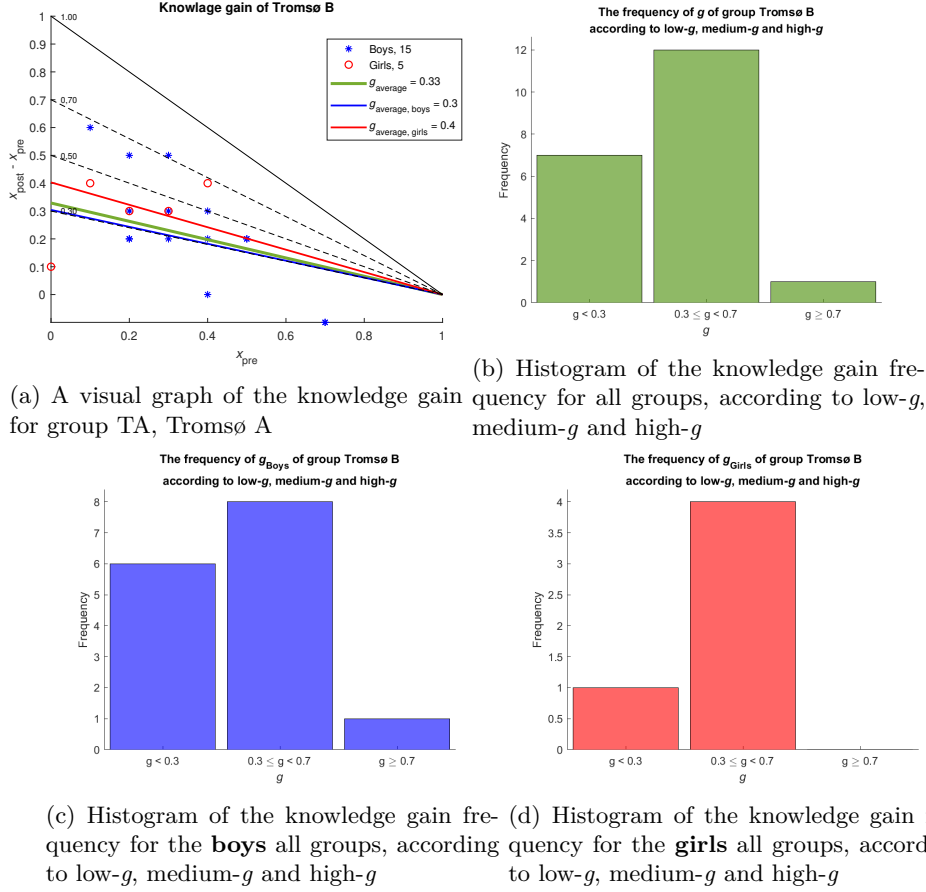 Knowlage gain of Tromsø B
1
1.00
0.9
0.8
0.7
0.70
0.6
0.5
0.50
0.4
0.3
0.30
0.2
0.1
0
x_post - x_pre
0
0.2
0.4
0.6
0.8
1
x_pre
Boys, 15
Girls, 5
g_average = 0.33
g_average, boys = 0.3
g_average, girls = 0.4
(a) A visual graph of the knowledge gain
for group TA, Tromsø A
The frequency of g of group Tromsø B
according to low-g, medium-g and high-g
12
10
8
6
4
2
0
Frequency
g < 0.3
0.3 ≤ g < 0.7
g ≥ 0.7
g
(b) Histogram of the knowledge gain fre-
quency for all groups, according to low-g,
medium-g and high-g
The frequency of g_Boys of group Tromsø B
according to low-g, medium-g and high-g
8
7
6
5
4
3
2
1
0
Frequency
g < 0.3
0.3 ≤ g < 0.7
g ≥ 0.7
g
(c) Histogram of the knowledge gain fre-
quency for the boys all groups, according
to low-g, medium-g and high-g
The frequency of g_Girls of group Tromsø B
according to low-g, medium-g and high-g
4
3.5
3
2.5
2
1.5
1
0.5
0
Frequency
g < 0.3
0.3 ≤ g < 0.7
g ≥ 0.7
g
(d) Histogram of the knowledge gain
quency for the girls all groups, accord
to low-g, medium-g and high-g